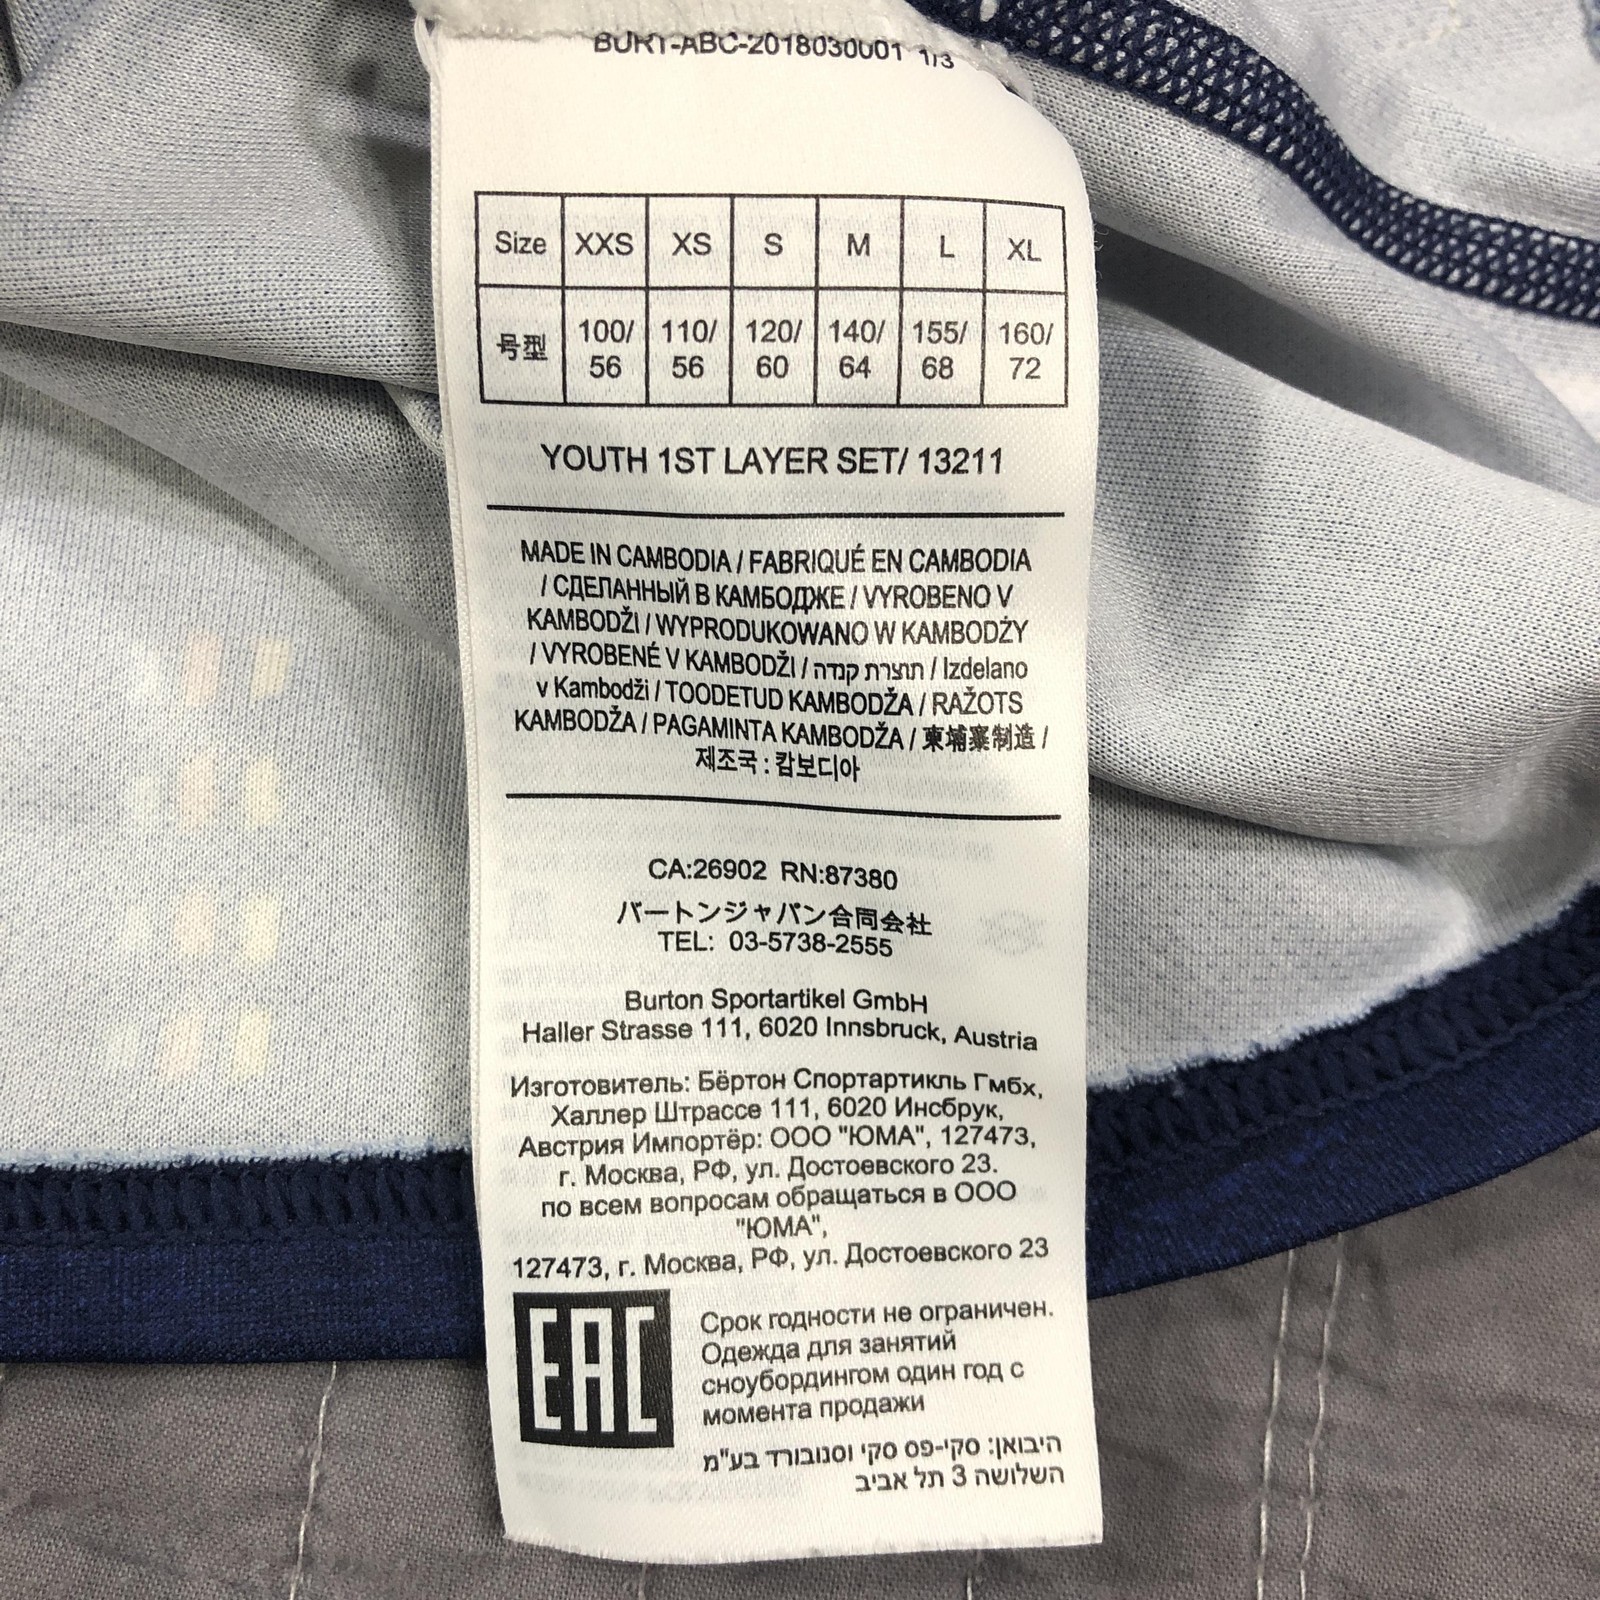 BURT-ABC-2018030001 1/3
Size XXS XS S M L XL
号型 100/56 110/56 120/60 140/64 155/68 160/72
YOUTH 1ST LAYER SET/ 13211
MADE IN CAMBODIA / FABRIQUÉ EN CAMBODIA
/ СДЕПАННЫЙ В КАМБОДЖЕ / VYROBENO V
KAMBODŽI / WYPRODUKOWANO W KAMBODŻY
/ VYROBENÉ V KAMBODŽI / תוצרת קמדה / Izdelano
v Kambodži / TOODETUD KAMBODŽA / RAŽOTS
KAMBODŽA / PAGAMINTA KAMBODŽA / 柬埔寨制造 /
제조국 : 캄보디아
CA:26902 RN:87380
バートンジャパン合同会社
TEL: 03-5738-2555
Burton Sportartikel GmbH
Haller Strasse 111, 6020 Innsbruck, Austria
Изготовитель: Бёртон Спортартикль Гмбх,
Халлер Штрассе 111, 6020 Инсбрук,
Австрия Импортёр: ООО "ЮМА", 127473,
г. Москва, РФ, ул. Достоевского 23.
по всем вопросам обращаться в ООО
"ЮМА",
127473, г. Москва, РФ, ул. Достоевского 23
EAC
Срок годности не ограничен.
Одежда для занятий
сноубордингом один год с
момента продажи
היבואן: סקי-פס סקי וסנובורד בע"מ
השלושה 3 תל אביב